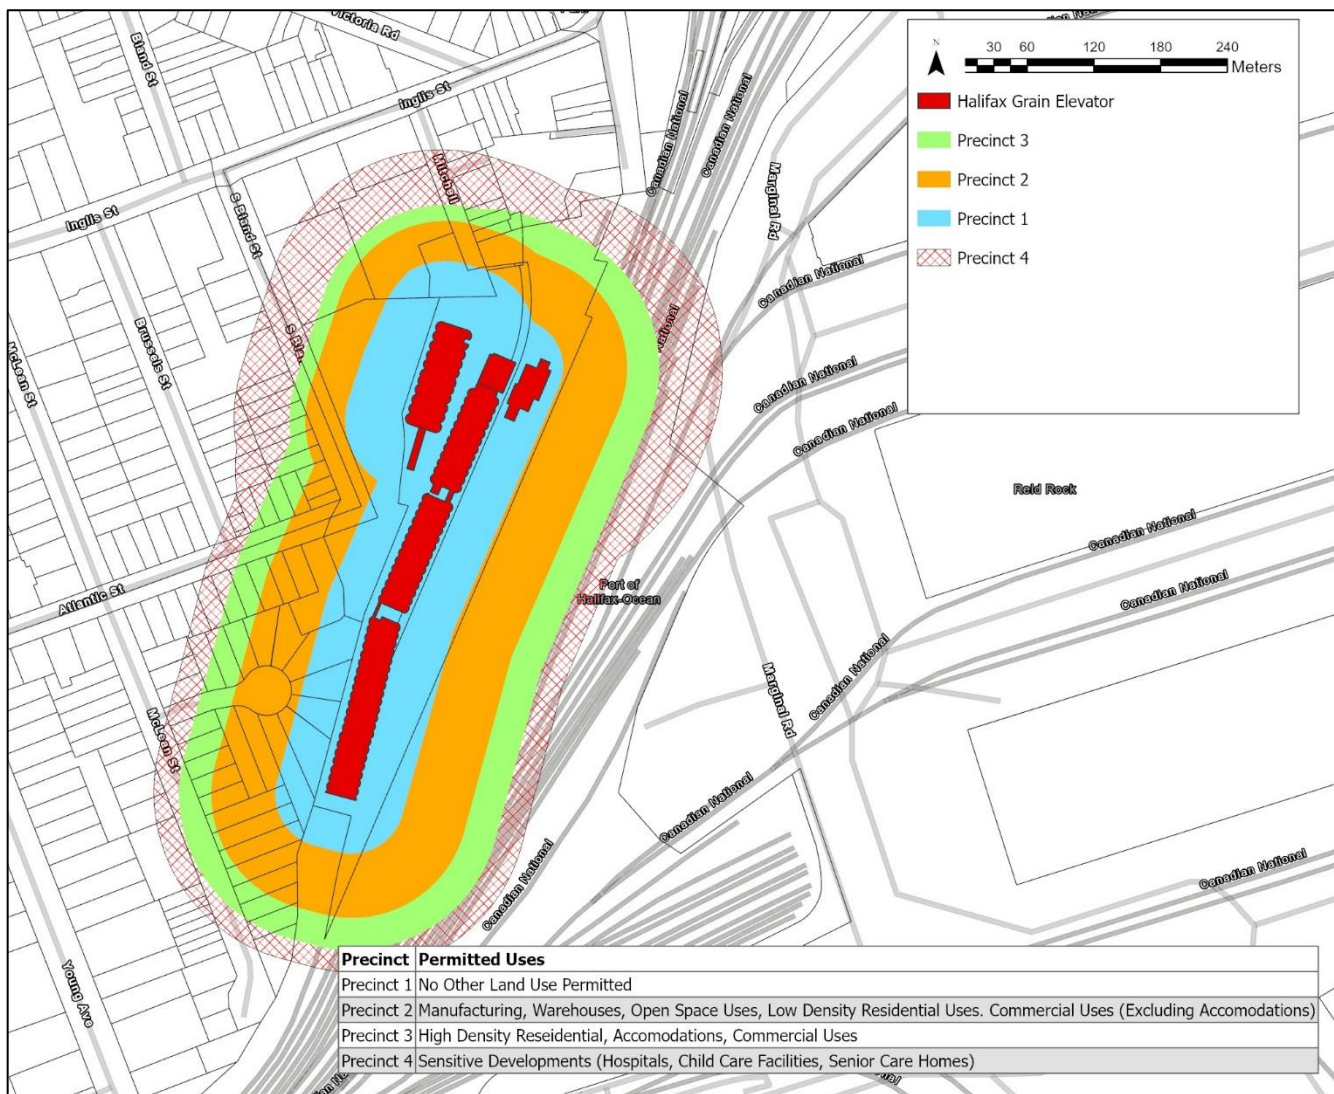 Victoria Rd
Bland St
Inglis St
Canadian National
Canadian National
Mitchell
Marginal Rd
Inglis St
S Bland St
Canadian National
Brusse​ls St
McLean St
Canadian National
Canadian National
Reid Rock
Canadian National
Canadian National
Port of
Halifax-Ocean
Atlantic St
Canadian National
Marginal Rd
McLean St
Canadian National
Canadian National
Canadian National
Young Ave
N
30 60 120 180 240
Meters
Halifax Grain Elevator
Precinct 3
Precinct 2
Precinct 1
Precinct 4
Precinct Permitted Uses
Precinct 1 No Other Land Use Permitted
Precinct 2 Manufacturing, Warehouses, Open Space Uses, Low Density Residential Uses. Commercial Uses (Excluding Accomodations)
Precinct 3 High Density Reseidential, Accomodations, Commercial Uses
Precinct 4 Sensitive Developments (Hospitals, Child Care Facilities, Senior Care Homes)